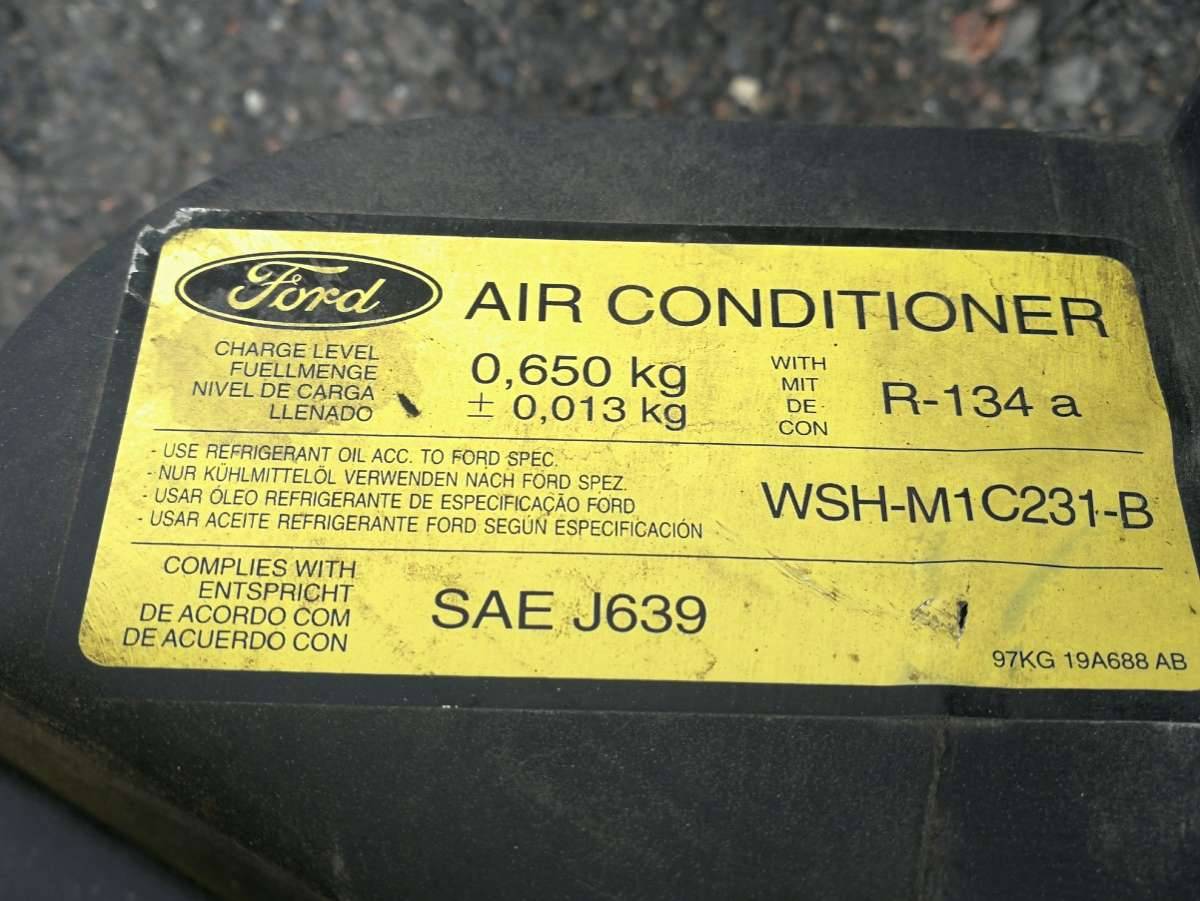 Ford AIR CONDITIONER
CHARGE LEVEL
FUELLMENGE
NIVEL DE CARGA
LLENADO
0,650 kg
± 0,013 kg
WITH
MIT
DE
CON
R-134 a
- USE REFRIGERANT OIL ACC. TO FORD SPEC.
- NUR KÜHLMITTELÖL VERWENDEN NACH FORD SPEZ.
- USAR ÓLEO REFRIGERANTE DE ESPECIFICAÇÃO FORD
- USAR ACEITE REFRIGERANTE FORD SEGÚN ESPECIFICACIÓN
WSH-M1C231-B
COMPLIES WITH
ENTSPRICHT
DE ACORDO COM
DE ACUERDO CON
SAE J639
97KG 19A688 AB